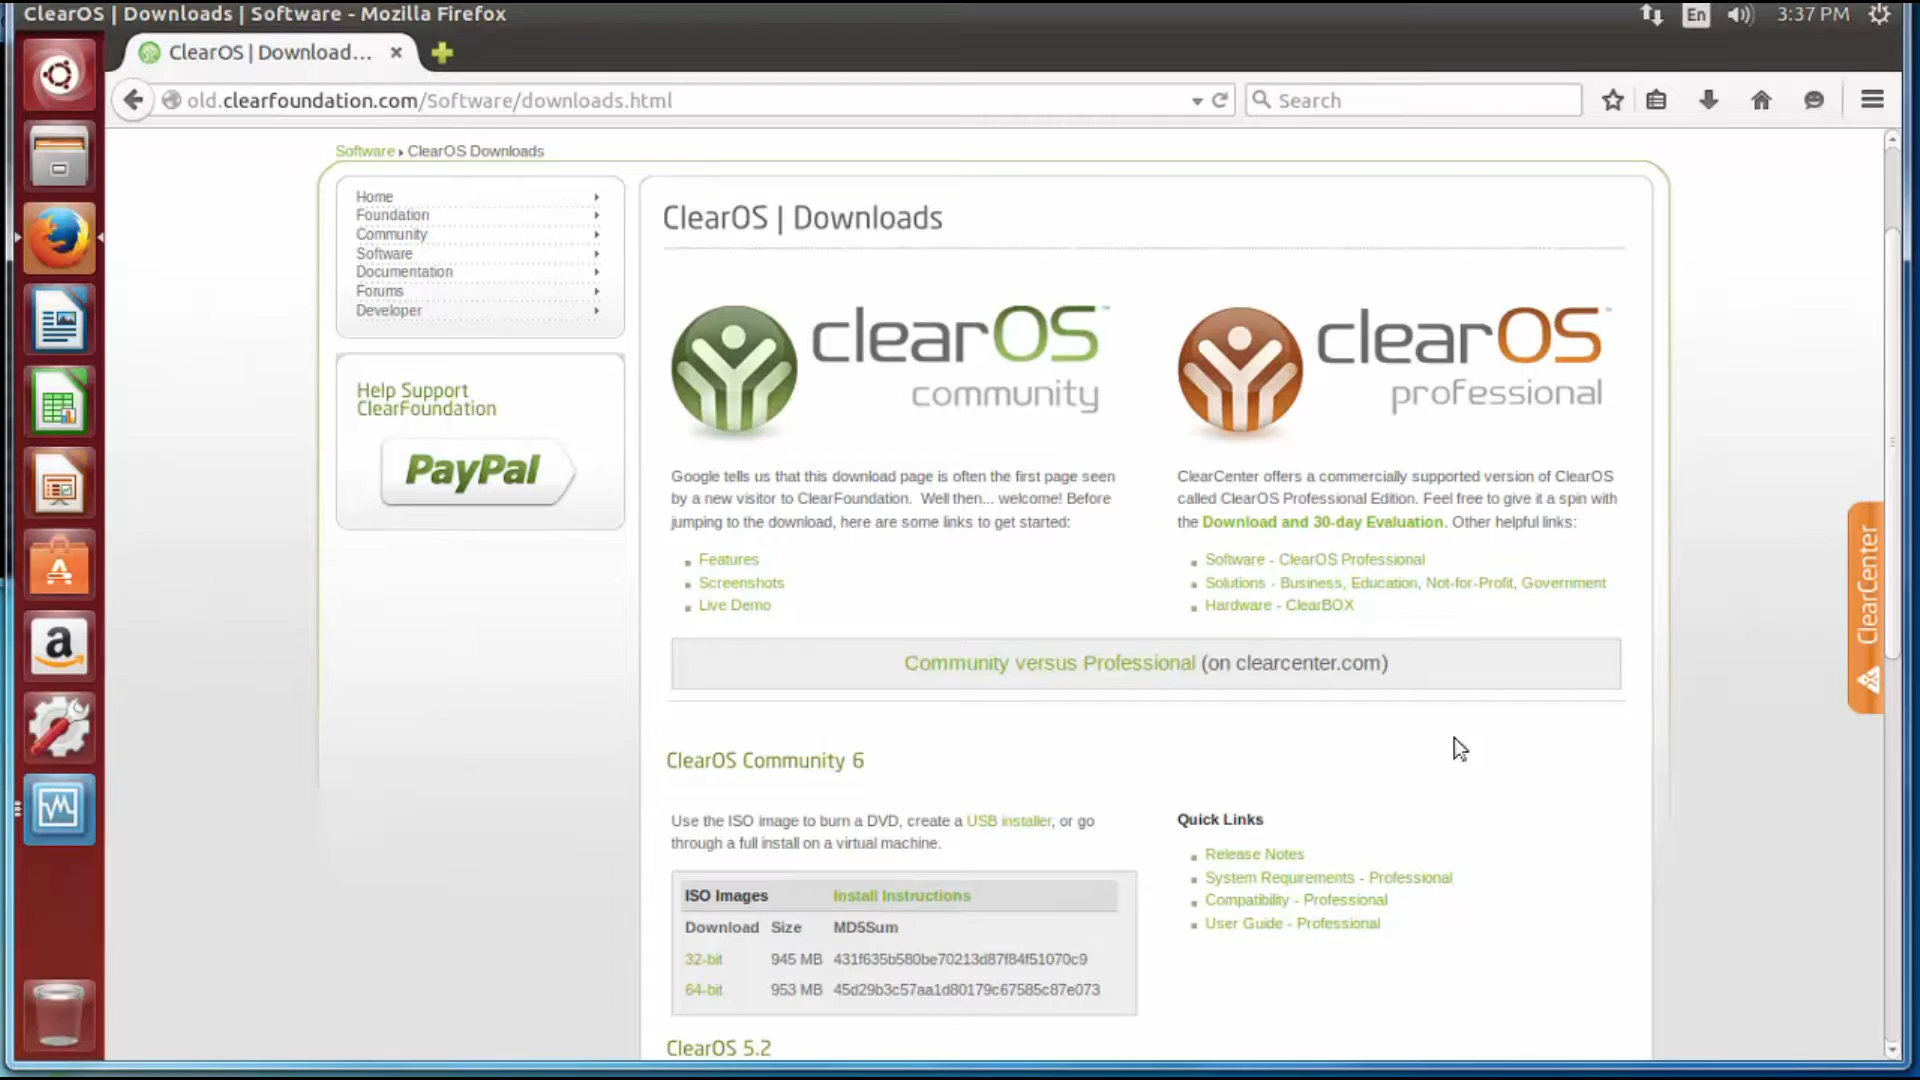 ClearOS | Downloads | Software - Mozilla Firefox
En
3:37 PM
ClearOS | Download...
old.clearfoundation.com/Software/downloads.html
Search
Software ▸ ClearOS Downloads
Home
Foundation
Community
Software
Documentation
Forums
Developer
Help Support
ClearFoundation
PayPal
ClearOS | Downloads
clearOS™
community
clearOS™
professional
Google tells us that this download page is often the first page seen
by a new visitor to ClearFoundation. Well then... welcome! Before
jumping to the download, here are some links to get started:
Features
Screenshots
Live Demo
ClearCenter offers a commercially supported version of ClearOS
called ClearOS Professional Edition. Feel free to give it a spin with
the Download and 30-day Evaluation. Other helpful links:
Software - ClearOS Professional
Solutions - Business, Education, Not-for-Profit, Government
Hardware - ClearBOX
Community versus Professional (on clearcenter.com)
ClearCenter
ClearOS Community 6
Use the ISO image to burn a DVD, create a USB installer, or go
through a full install on a virtual machine.
ISO Images Install Instructions
Download Size MD5Sum
32-bit 945 MB 431f635b580be70213d87f84f51070c9
64-bit 953 MB 45d29b3c57aa1d80179c67585c87e073
Quick Links
Release Notes
System Requirements - Professional
Compatibility - Professional
User Guide - Professional
ClearOS 5.2